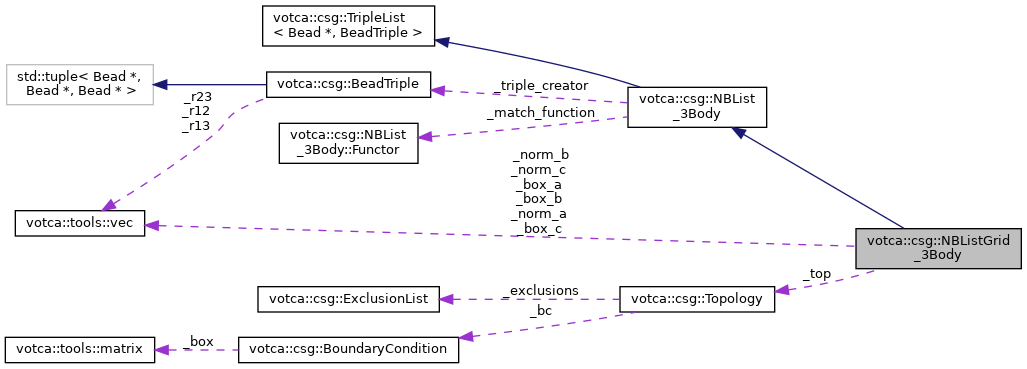 votca::csg::TripleList
< Bead *, BeadTriple >
std::tuple< Bead *,
Bead *, Bead * >
votca::csg::BeadTriple
_triple_creator
votca::csg::NBList
_3Body
_r23
_r12
_r13
_match_function
votca::csg::NBList
_3Body::Functor
_norm_b
_norm_c
_box_a
_box_b
_norm_a
_box_c
votca::tools::vec
votca::csg::NBListGrid
_3Body
_top
votca::csg::ExclusionList
_exclusions
votca::csg::Topology
_bc
votca::tools::matrix
_box
votca::csg::BoundaryCondition